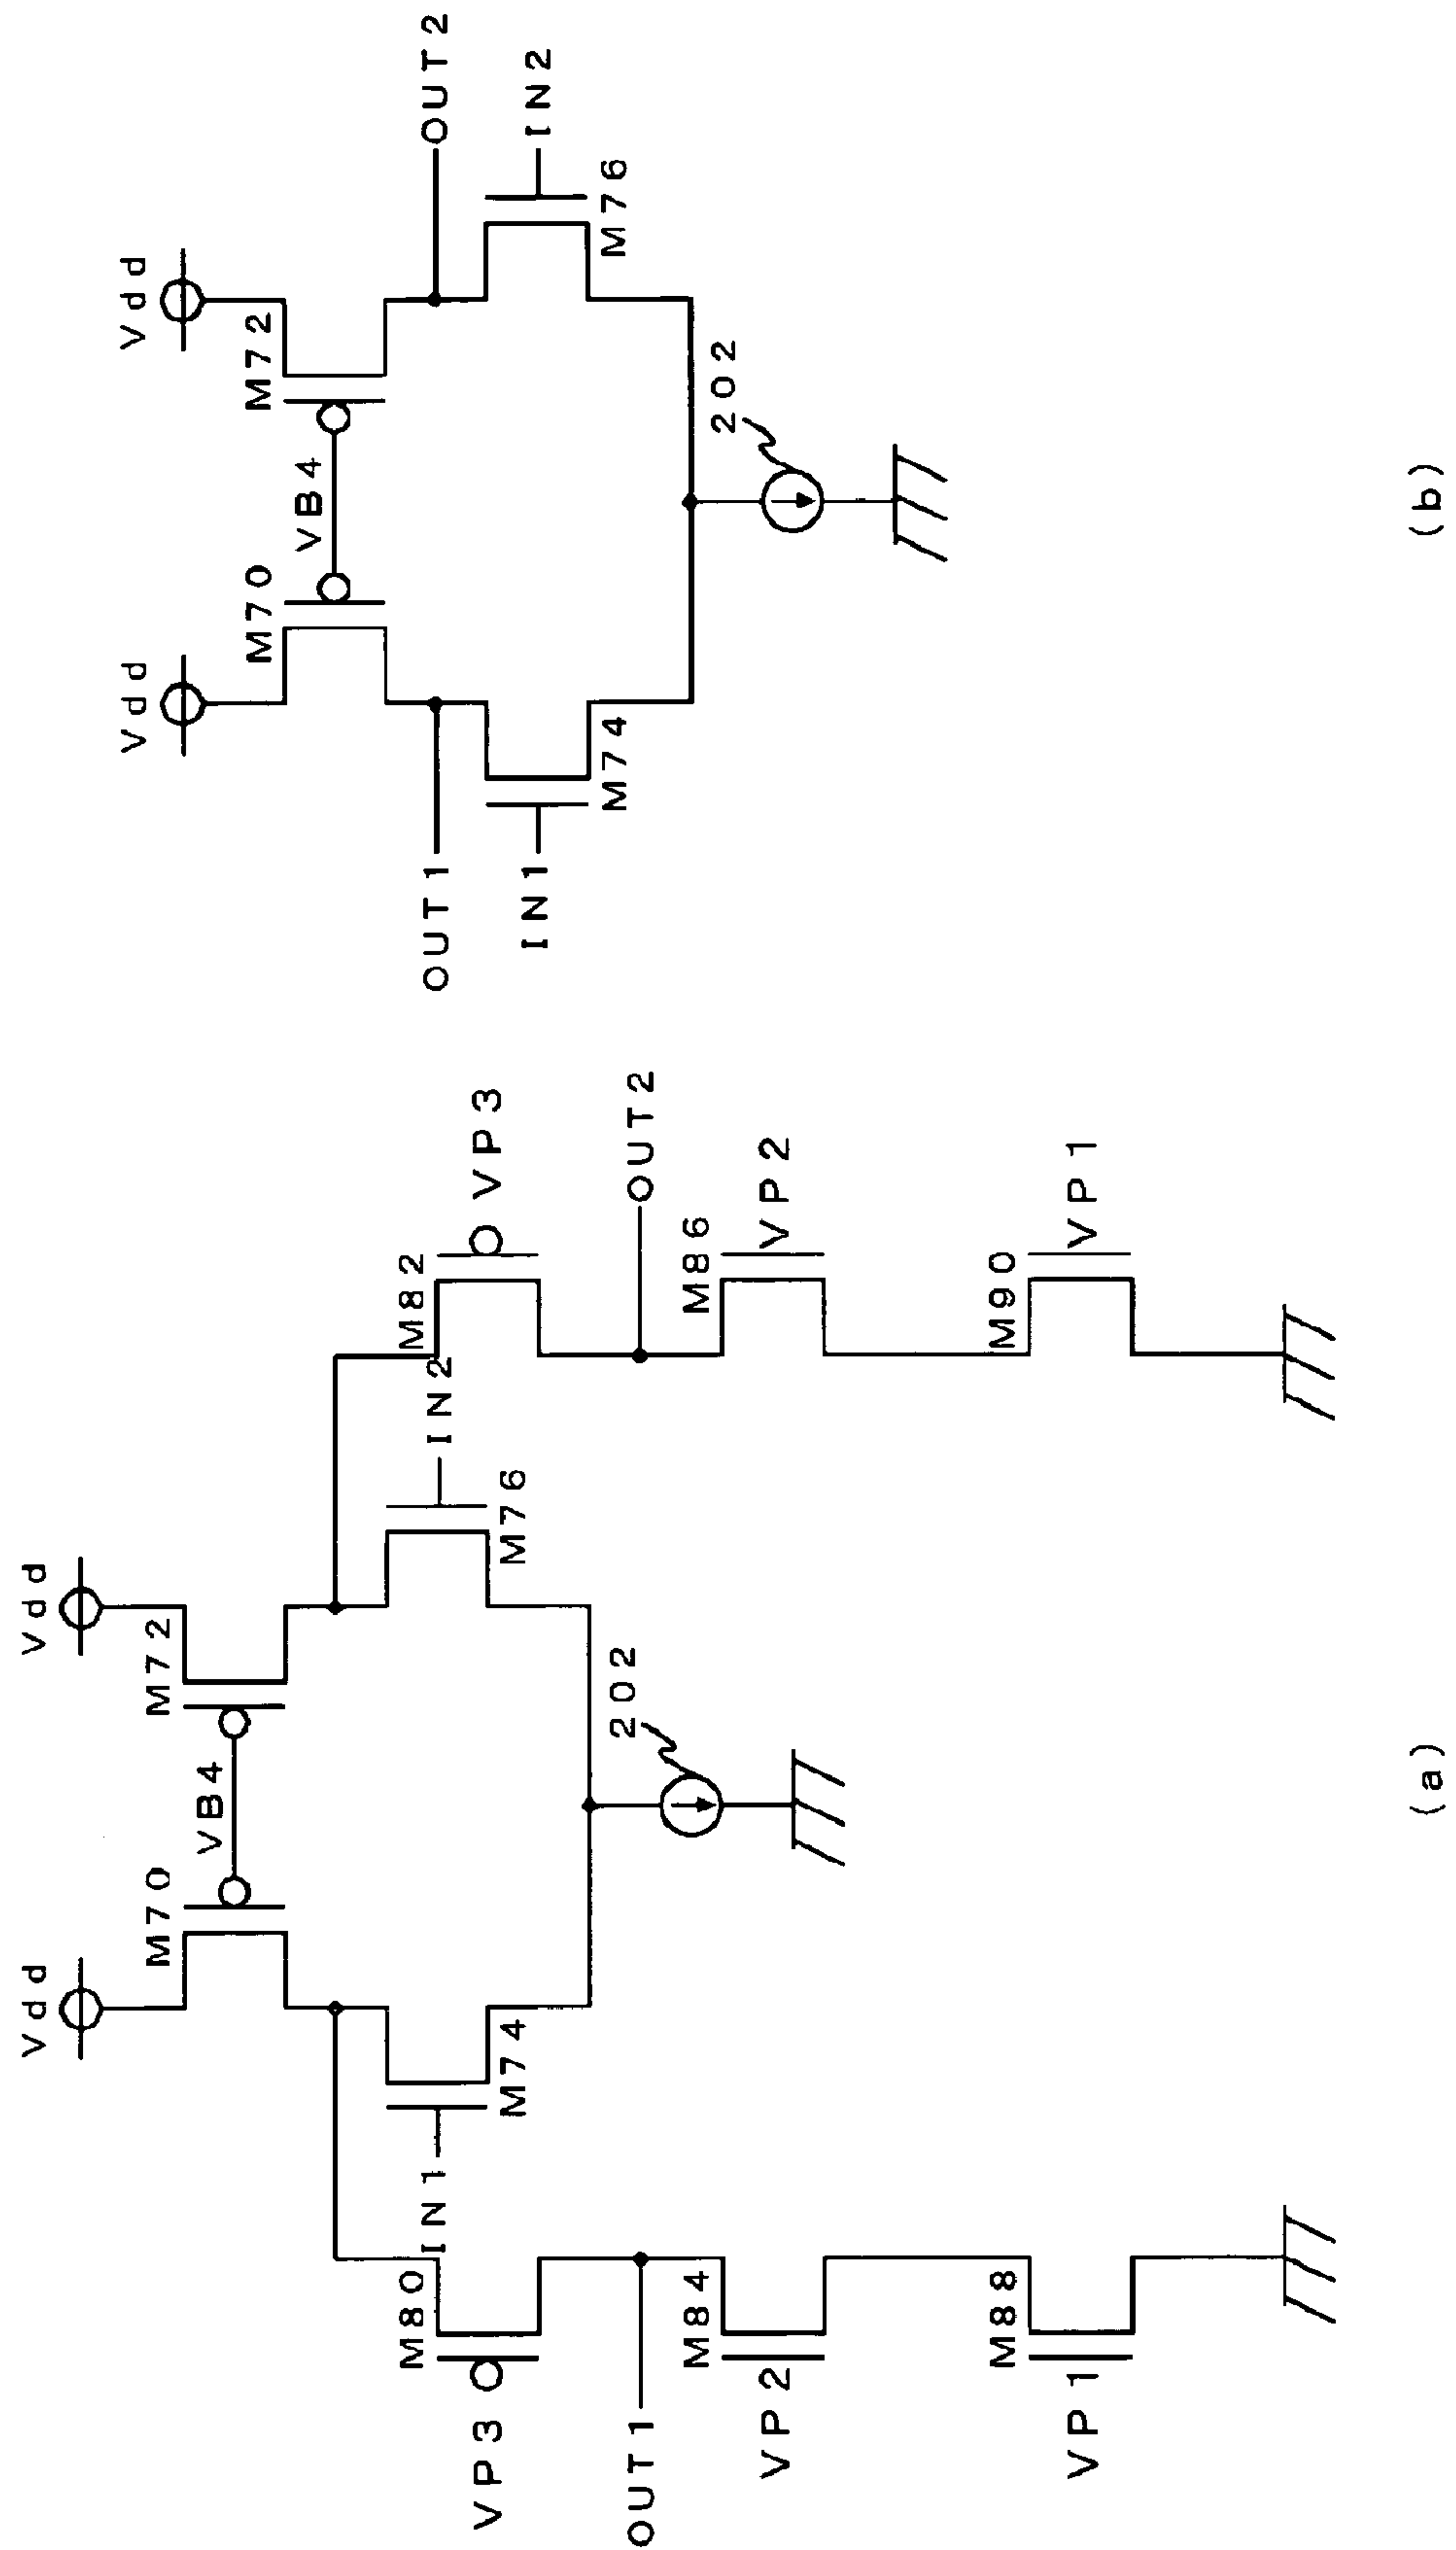 Vdd
Vdd
M70
VB4
M72
IN1
M74
M76
IN2
202
VP3
M80
M82
VP3
OUT1
OUT2
VP2
M84
M86
VP2
VP1
M88
M90
VP1
(a)
Vdd
Vdd
M70
VB4
M72
OUT1
OUT2
IN1
M74
M76
IN2
202
(b)